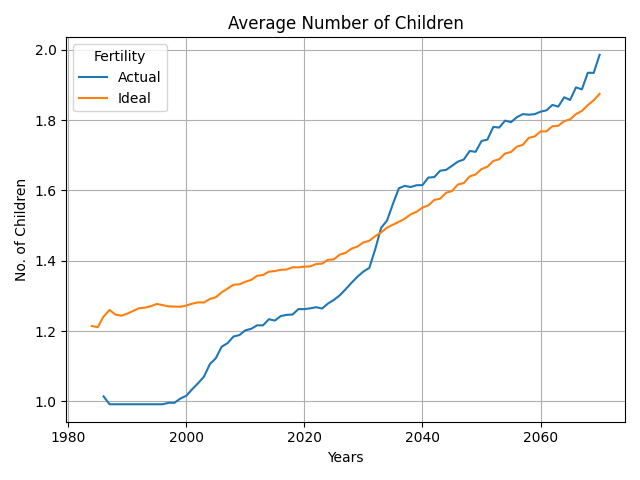 Average Number of Children
Fertility
Actual
Ideal
No. of Children
2.0
1.8
1.6
1.4
1.2
1.0
1980
2000
2020
2040
2060
Years